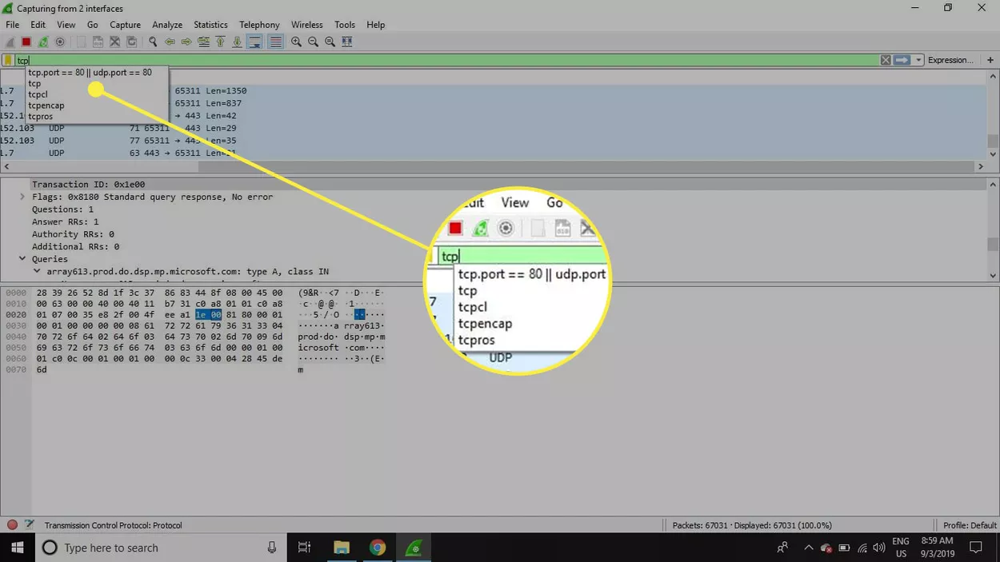 Capturing from 2 interfaces
File Edit View Go Capture Analyze Statistics Telephony Wireless Tools Help
tcp
Expression... +
tcp.port == 80 || udp.port == 80
tcp
tcpcl
tcpencap
tcpros
1.7 65311 Len=1350
1.7 65311 Len=837
152.1 → 443 Len=42
152.103 UDP 71 65311 → 443 Len=29
152.103 UDP 77 65311 → 443 Len=35
1.7 UDP 63 443 → 65311 Len=21
Transaction ID: 0x1e00
Flags: 0x8180 Standard query response, No error
Questions: 1
Answer RRs: 1
Authority RRs: 0
Additional RRs: 0
Queries
array613.prod.do.dsp.mp.microsoft.com: type A, class IN
Edit View Go
tcp
tcp.port == 80 || udp.port
tcp
tcpcl
tcpencap
tcpros
7
UDP
0000 28 39 26 52 8d 1f 3c 37 86 83 44 8f 08 00 45 00 (9&R··<7 ··D···E·
0010 00 63 00 00 40 00 40 11 b7 31 c0 a8 01 01 c0 a8 ·c··@·@· ·1······
0020 01 07 00 35 e8 2f 00 4f ee a1 1e 00 81 80 00 01 ···5·/·O ········
0030 00 01 00 00 00 00 08 61 72 72 61 79 36 31 33 04 ·······a rray613·
0040 70 72 6f 64 02 64 6f 03 64 73 70 02 6d 70 09 6d prod·do· dsp·mp·m
0050 69 63 72 6f 73 6f 66 74 03 63 6f 6d 00 00 01 00 icrosoft ·com····
0060 01 c0 0c 00 01 00 01 00 00 0c 33 00 04 28 45 de ········ ··3··(E·
0070 6d m
Transmission Control Protocol: Protocol
Packets: 67031 · Displayed: 67031 (100.0%)
Profile: Default
Type here to search
ENG
US
8:59 AM
9/3/2019